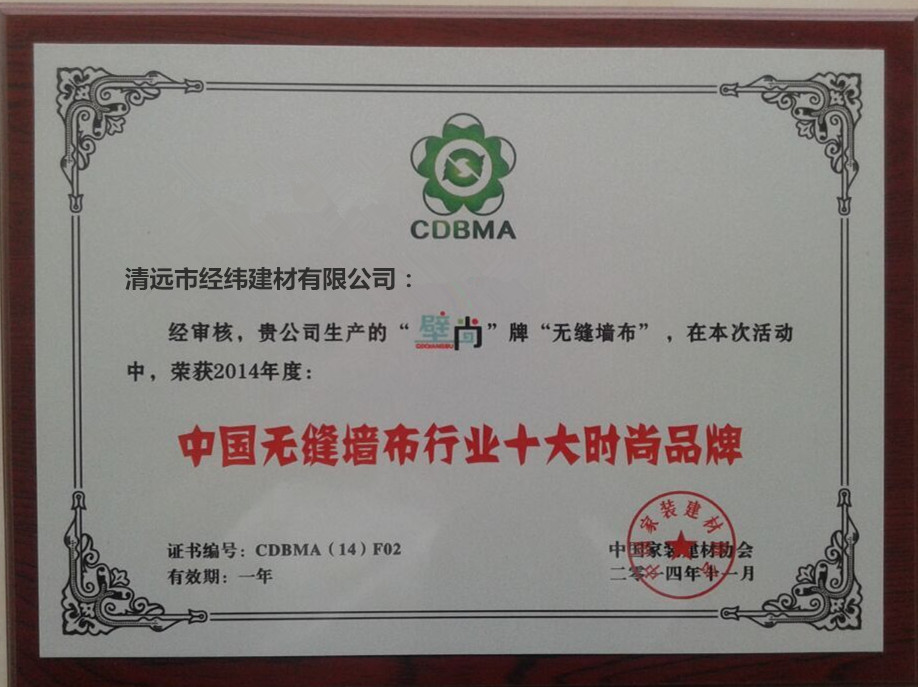 CDBMA
清远市经纬建材有限公司：
经审核，贵公司生产的“壁尚”牌“无缝墙布”，在本次活动
中，荣获2014年度：
中国无缝墙布行业十大时尚品牌
证书编号：CDBMA（14）F02
中国家装建材协会
有效期：一年
二零一四年十一月
家装建材